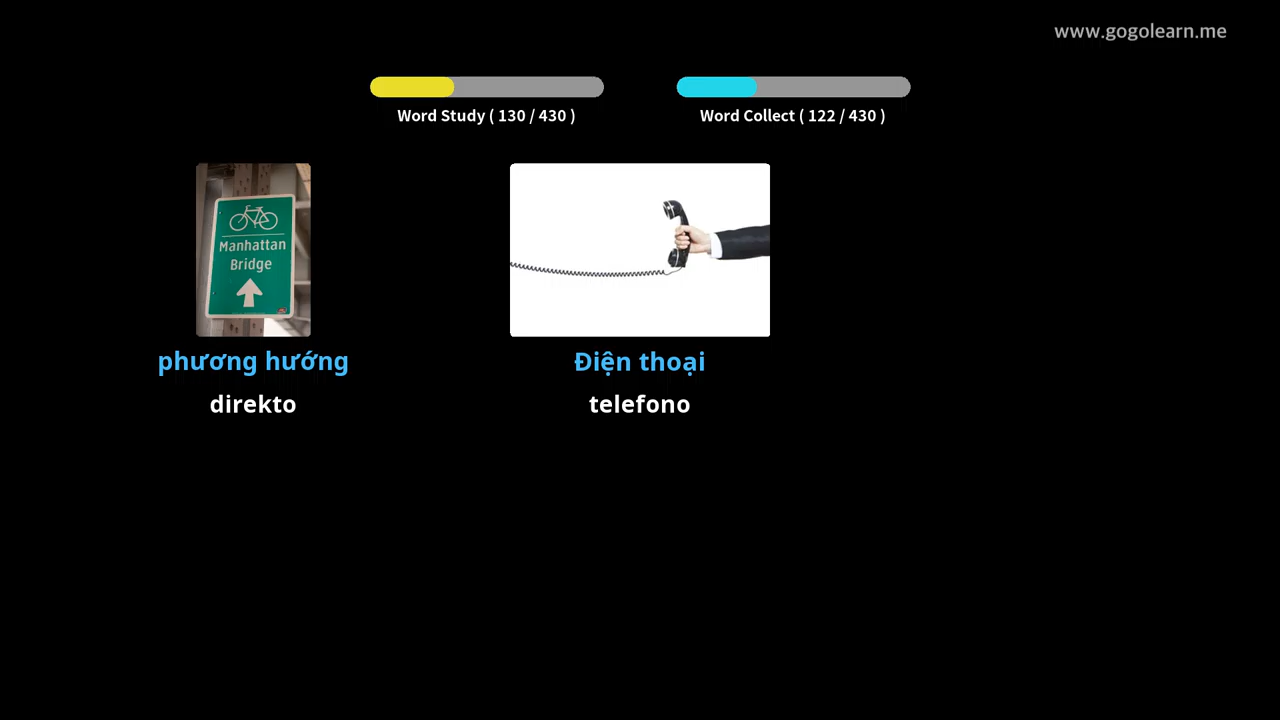 www.gogolearn.me
Word Study ( 130 / 430 )
Word Collect ( 122 / 430 )
Manhattan
Bridge
phương hướng
direkto
Điện thoại
telefono